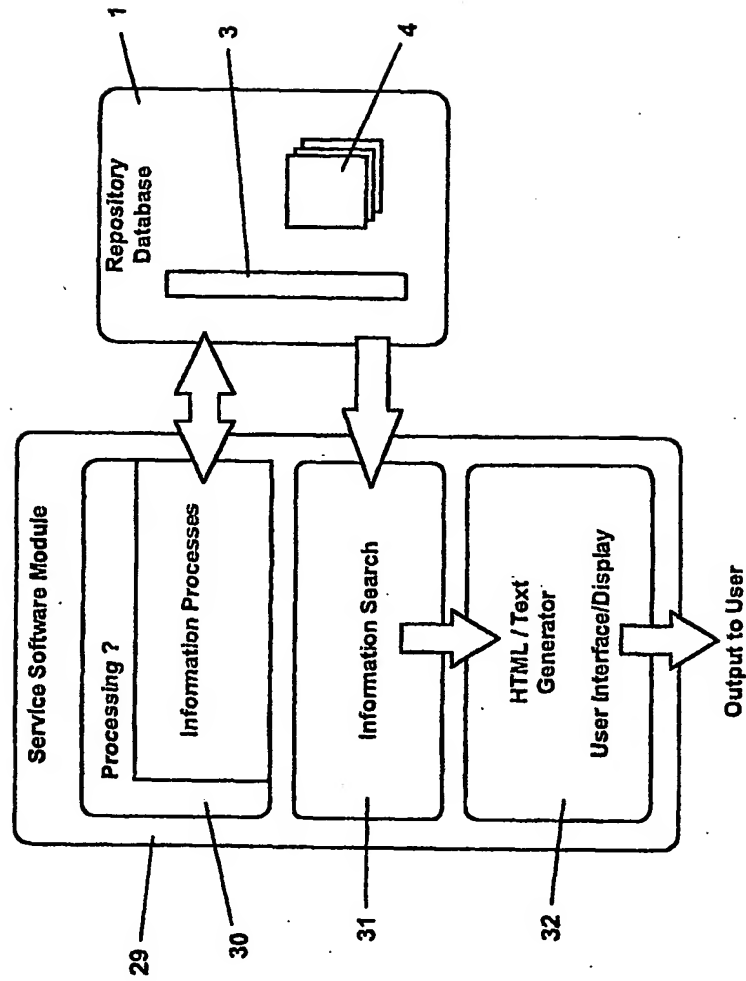 Service Software Module
Processing ?
Information Processes
Information Search
HTML / Text
Generator
User Interface/Display
Output to User
Repository
Database
1
3
4
29
30
31
32